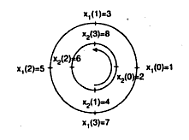 x₁(1)=3
x₂(3)=8
x₁(2)=5
x₂(2)=6
x₂(0)=2
x₁(0)=1
x₂(1)=4
x₁(3)=7